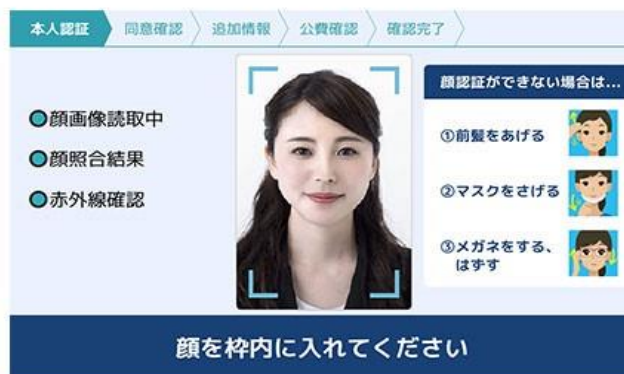 本人認証
同意確認
追加情報
公費確認
確認完了
顔画像読取中
顔照合結果
赤外線確認
顔認証ができない場合は...
①前髪をあげる
②マスクをさげる
③メガネをする、
はずす
顔を枠内に入れてください